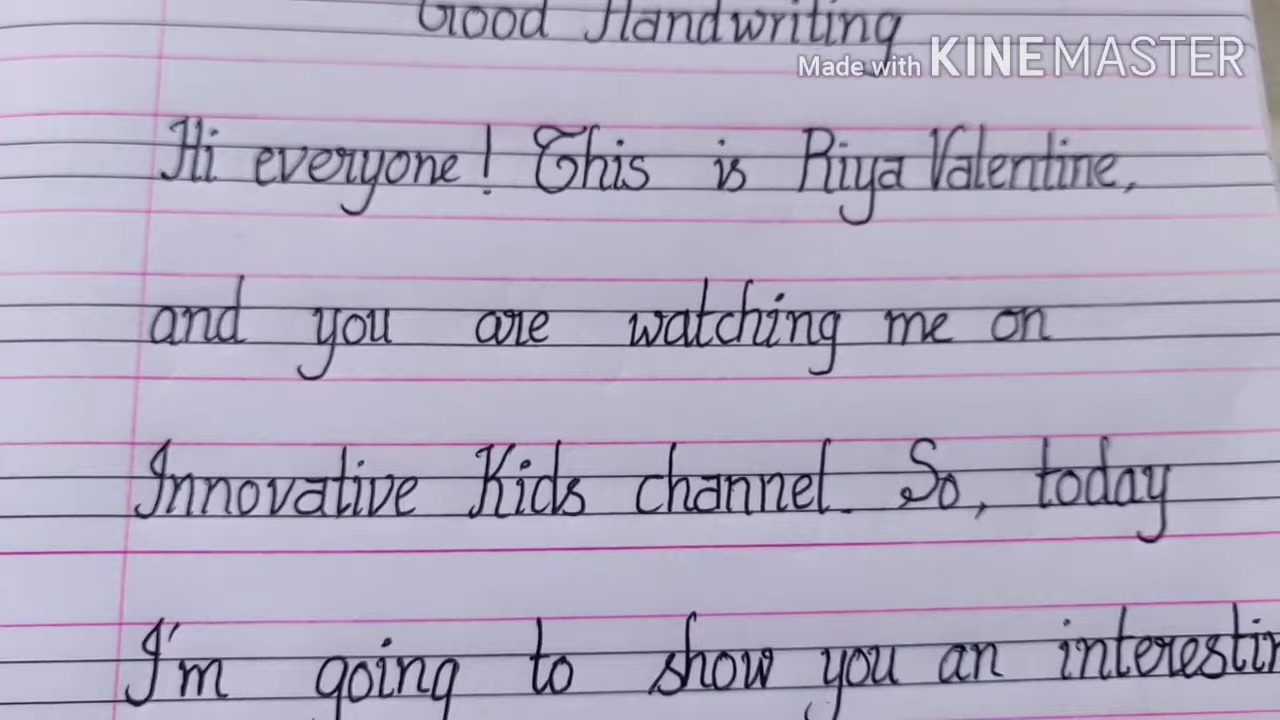 Good Handwriting
Made with KINEMASTER
Hi everyone! This is Riya Valentine,
and you are watching me on
Innovative Kids channel. So, today
I'm going to show you an interestin